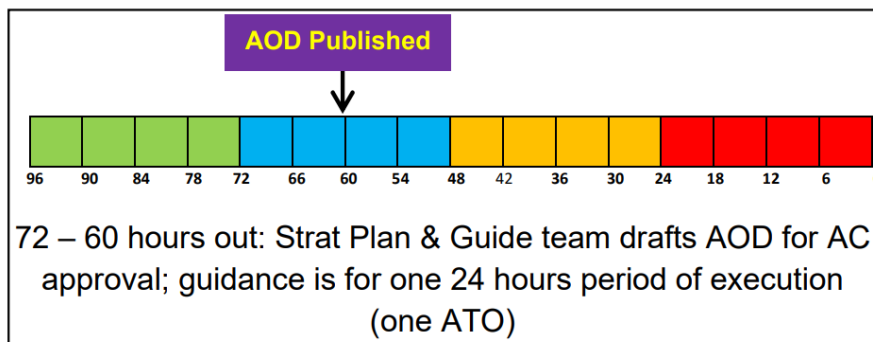 AOD Published
96 90 84 78 72 66 60 54 48 42 36 30 24 18 12 6
72 – 60 hours out: Strat Plan & Guide team drafts AOD for AC
approval; guidance is for one 24 hours period of execution
(one ATO)